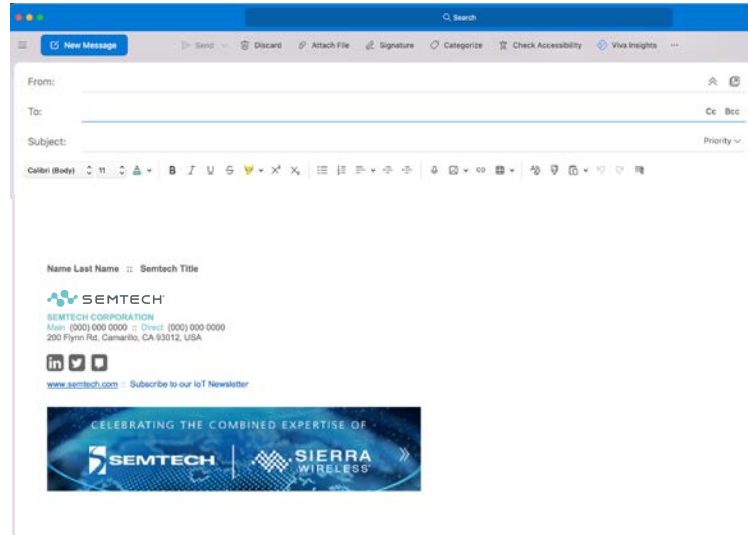 Search
New Message Send Discard Attach File Signature Categorize Check Accessibility Viva Insights ...
From:
To: Cc Bcc
Subject: Priority
Calibri (Body) 11 A B I U S X² X₂
Name Last Name :: Semtech Title
SEMTECH
SEMTECH CORPORATION
Main (000) 000 0000 :: Direct (000) 000 0000
200 Flynn Rd, Camarillo, CA 93012, USA
in
www.semtech.com :: Subscribe to our IoT Newsletter
CELEBRATING THE COMBINED EXPERTISE OF
SEMTECH | SIERRA
WIRELESS